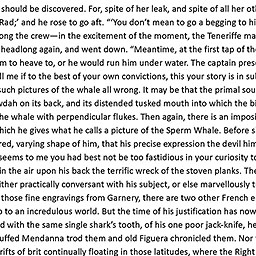 should be discovered. For, spite of her leak, and spite of all her ot
Rad;' and he rose to go aft. "'You don't mean to go a begging to hi
ong the crew—in the excitement of the moment, the Teneriffe ma
headlong again, and went down. "Meantime, at the first tap of the
m to heave to, or he would run him under water. The captain pres
ll me if to the best of your own convictions, this your story is in sul
such pictures of the whale all wrong. It may be that the primal sou
wdah on its back, and its distended tusked mouth into which the bi
he whale with perpendicular flukes. Then again, there is an imposi
hich he gives what he calls a picture of the Sperm Whale. Before s
red, varying shape of him, that his precise expression the devil him
seems to me you had best not be too fastidious in your curiosity to
in the air upon his back the terrific wreck of the stoven planks. The
ither practically conversant with his subject, or else marvellously t
those fine engravings from Garnery, there are two other French e
o to an incredulous world. But the time of his justification has now
d with the same single shark's tooth, of his one poor jack-knife, he
uffed Mendanna trod them and old Figuera chronicled them. Nor
rifts of brit continually floating in those latitudes, where the Right